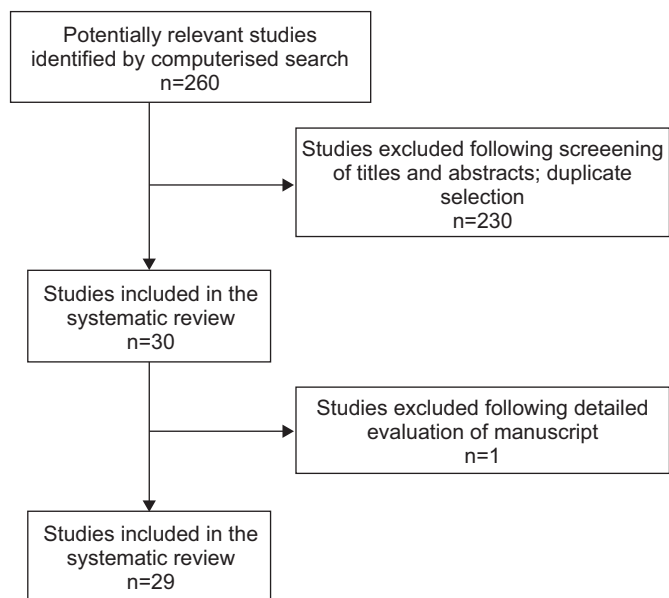 Potentially relevant studies
identified by computerised search
n=260
Studies excluded following screeening
of titles and abstracts; duplicate
selection
n=230
Studies included in the
systematic review
n=30
Studies excluded following detailed
evaluation of manuscript
n=1
Studies included in the
systematic review
n=29